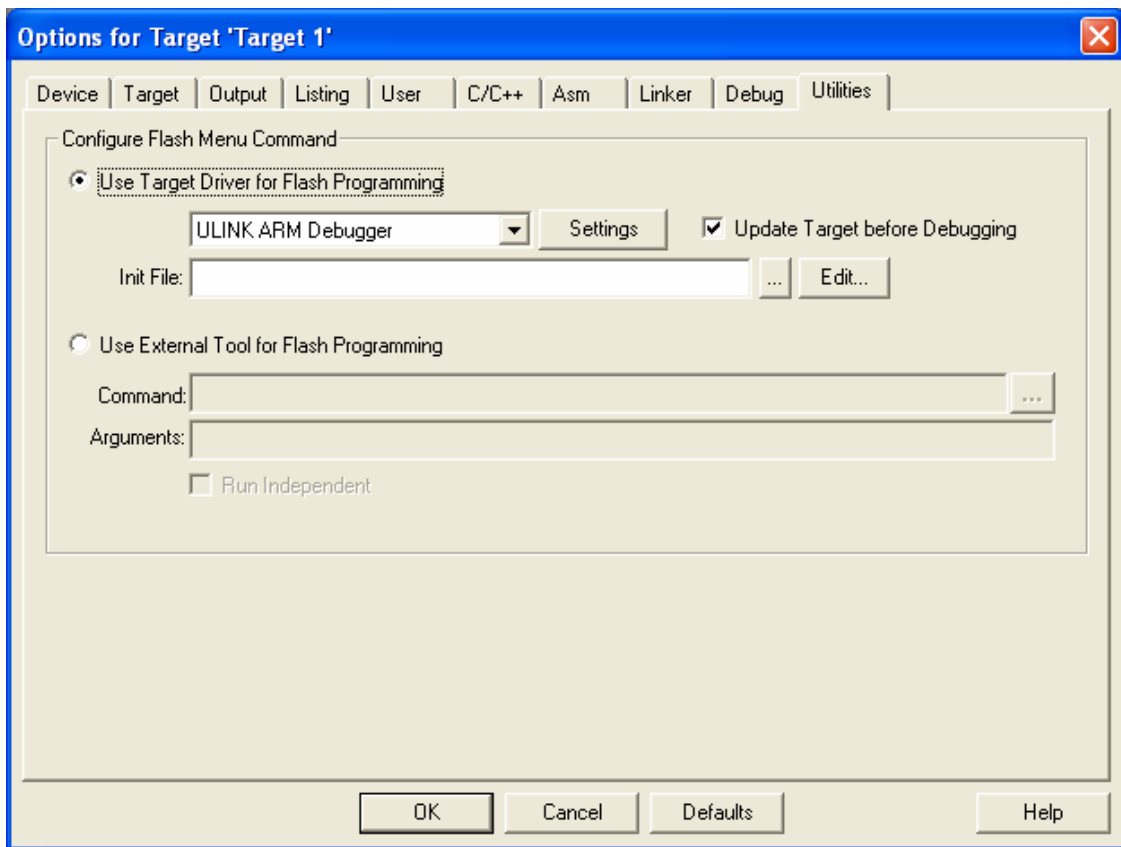 Options for Target 'Target 1'
Device Target Output Listing User C/C++ Asm Linker Debug Utilities
Configure Flash Menu Command
Use Target Driver for Flash Programming
ULINK ARM Debugger Settings Update Target before Debugging
Init File: ... Edit...
Use External Tool for Flash Programming
Command: ...
Arguments:
Run Independent
OK Cancel Defaults Help